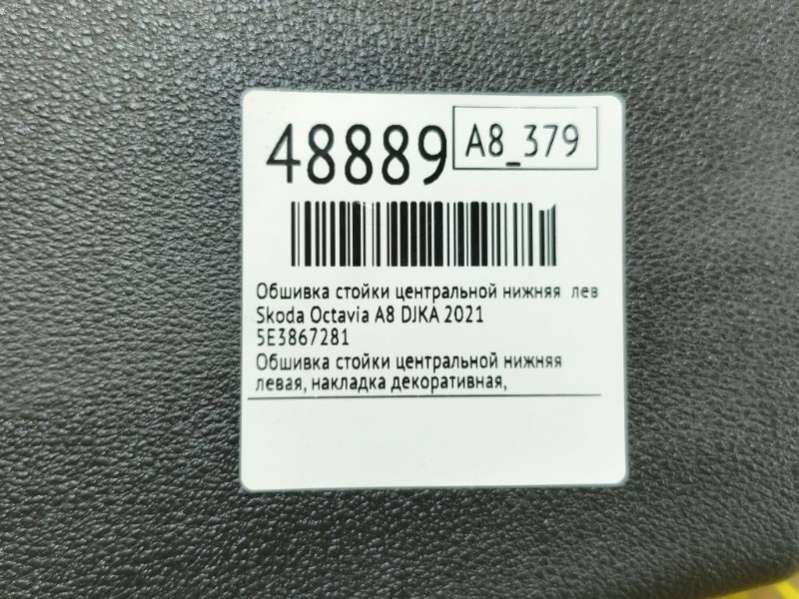 48889
A8_379
Обшивка стойки центральной нижняя лев
Skoda Octavia A8 DJKA 2021
5E3867281
Обшивка стойки центральной нижняя
левая, накладка декоративная,